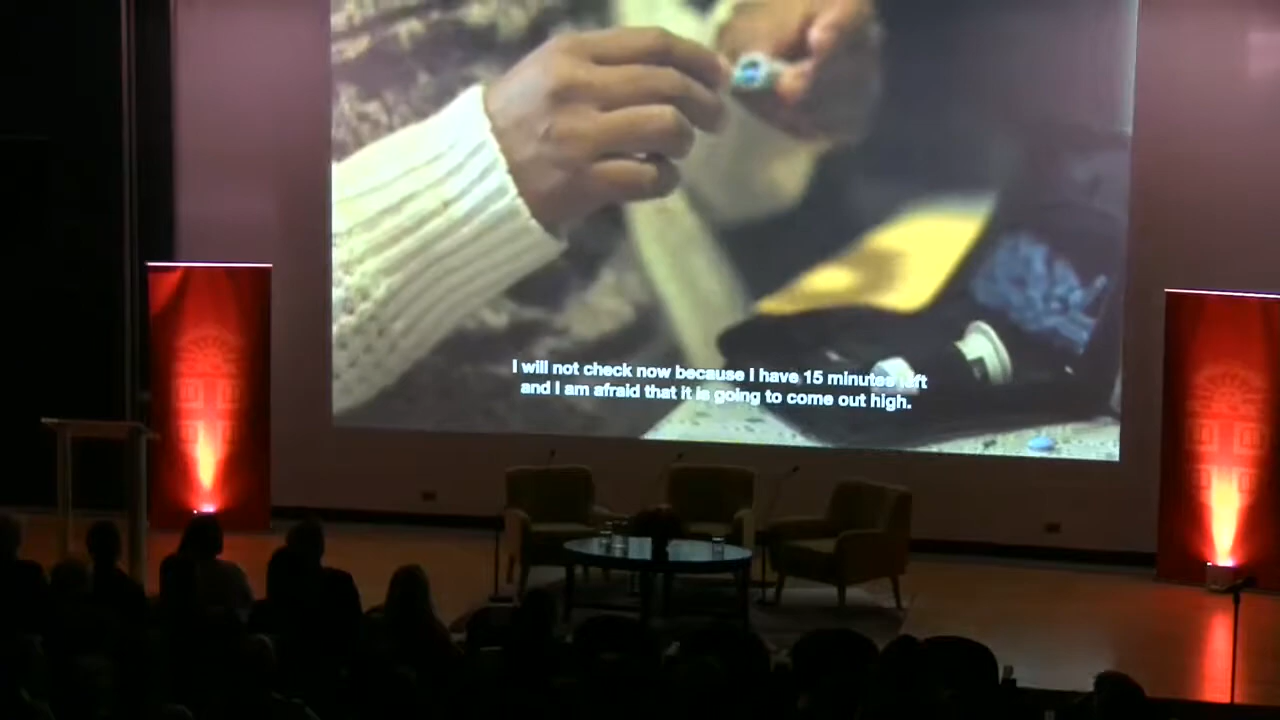 I will not check now because I have 15 minutes left
and I am afraid that it is going to come out high.